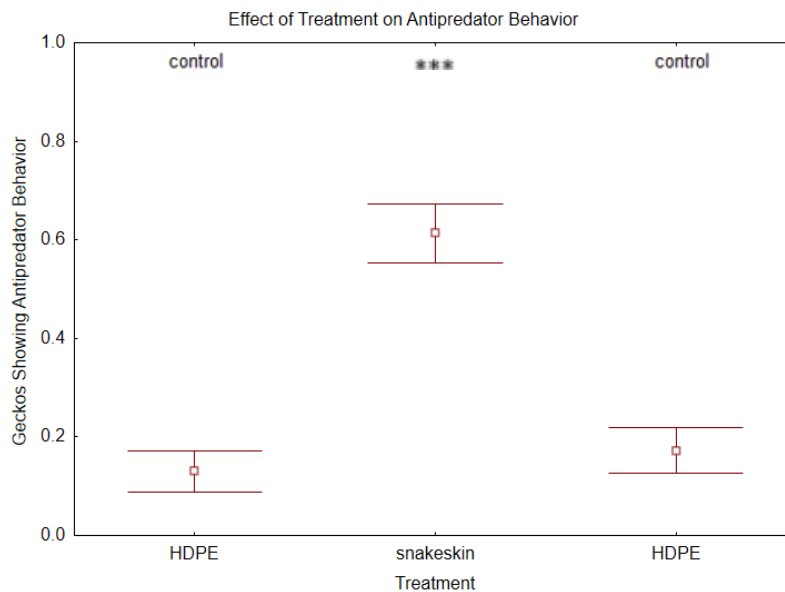 Effect of Treatment on Antipredator Behavior
1.0
control *** control
0.8
Geckos Showing Antipredator Behavior
0.6
0.4
0.2
0.0
HDPE snakeskin HDPE
Treatment